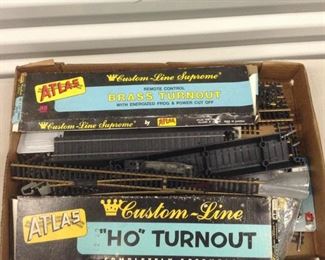 ATLAS
Custom-Line Supreme
REMOTE CONTROL
BRASS TURNOUT
WITH ENERGIZED FROG & POWER CUT OFF
Custom-Line Supreme by ATLAS
ATLAS
Custom-Line
"HO" TURNOUT